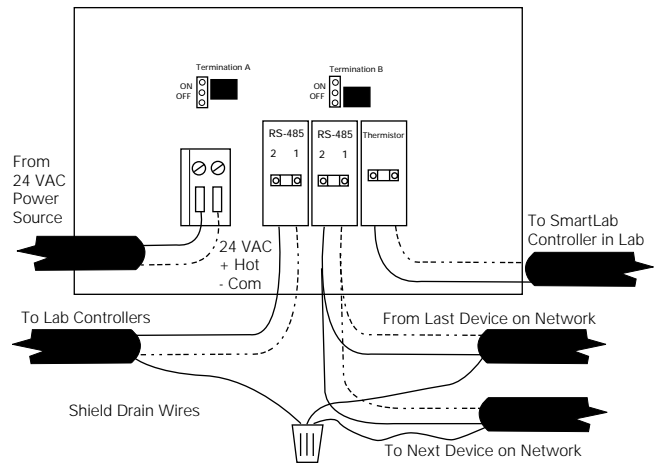 Termination A
ON
OFF
Termination B
ON
OFF
RS-485
2 1
RS-485
2 1
Thermistor
From
24 VAC
Power
Source
24 VAC
+ Hot
- Com
To SmartLab
Controller in Lab
To Lab Controllers
From Last Device on Network
Shield Drain Wires
To Next Device on Network